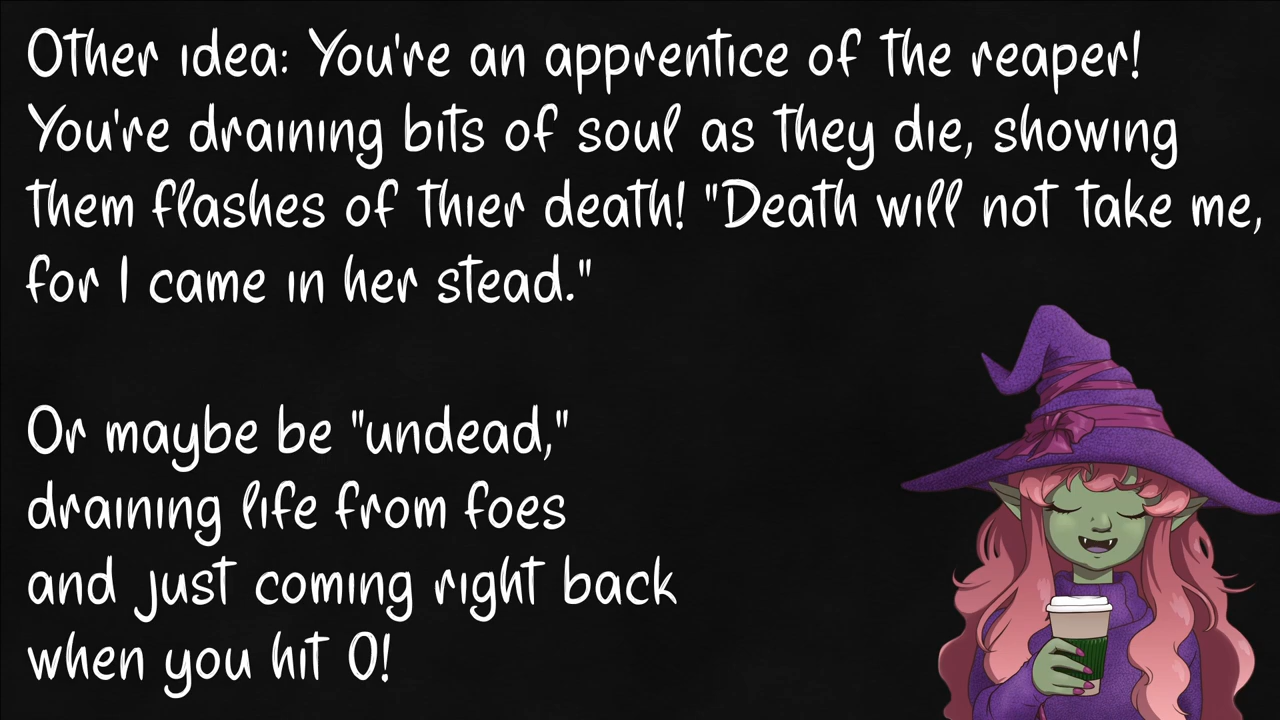 Other idea: You're an apprentice of the reaper!
You're draining bits of soul as they die, showing
them flashes of thier death! "Death will not take me,
for I came in her stead."
Or maybe be "undead,"
draining life from foes
and just coming right back
when you hit 0!